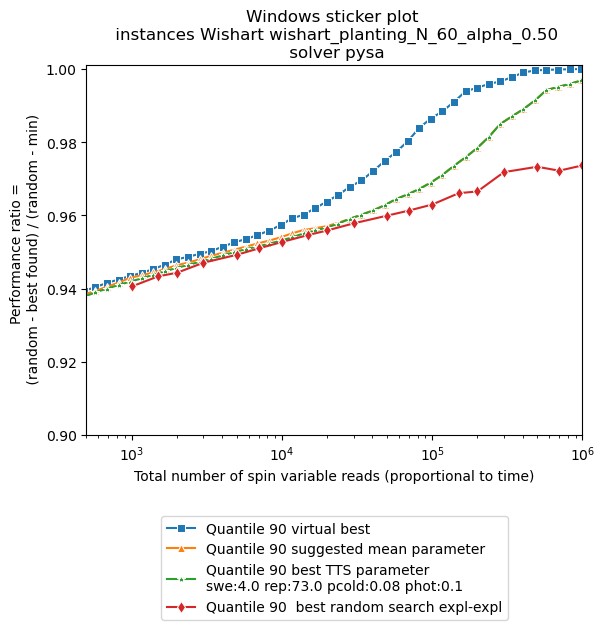 Windows sticker plot
instances Wishart wishart_planting_N_60_alpha_0.50
solver pysa
Performance ratio =
(random - best found) / (random - min)
1.00
0.98
0.96
0.94
0.92
0.90
10³
10⁴
10⁵
10⁶
Total number of spin variable reads (proportional to time)
Quantile 90 virtual best
Quantile 90 suggested mean parameter
Quantile 90 best TTS parameter
swe:4.0 rep:73.0 pcold:0.08 phot:0.1
Quantile 90  best random search expl-expl